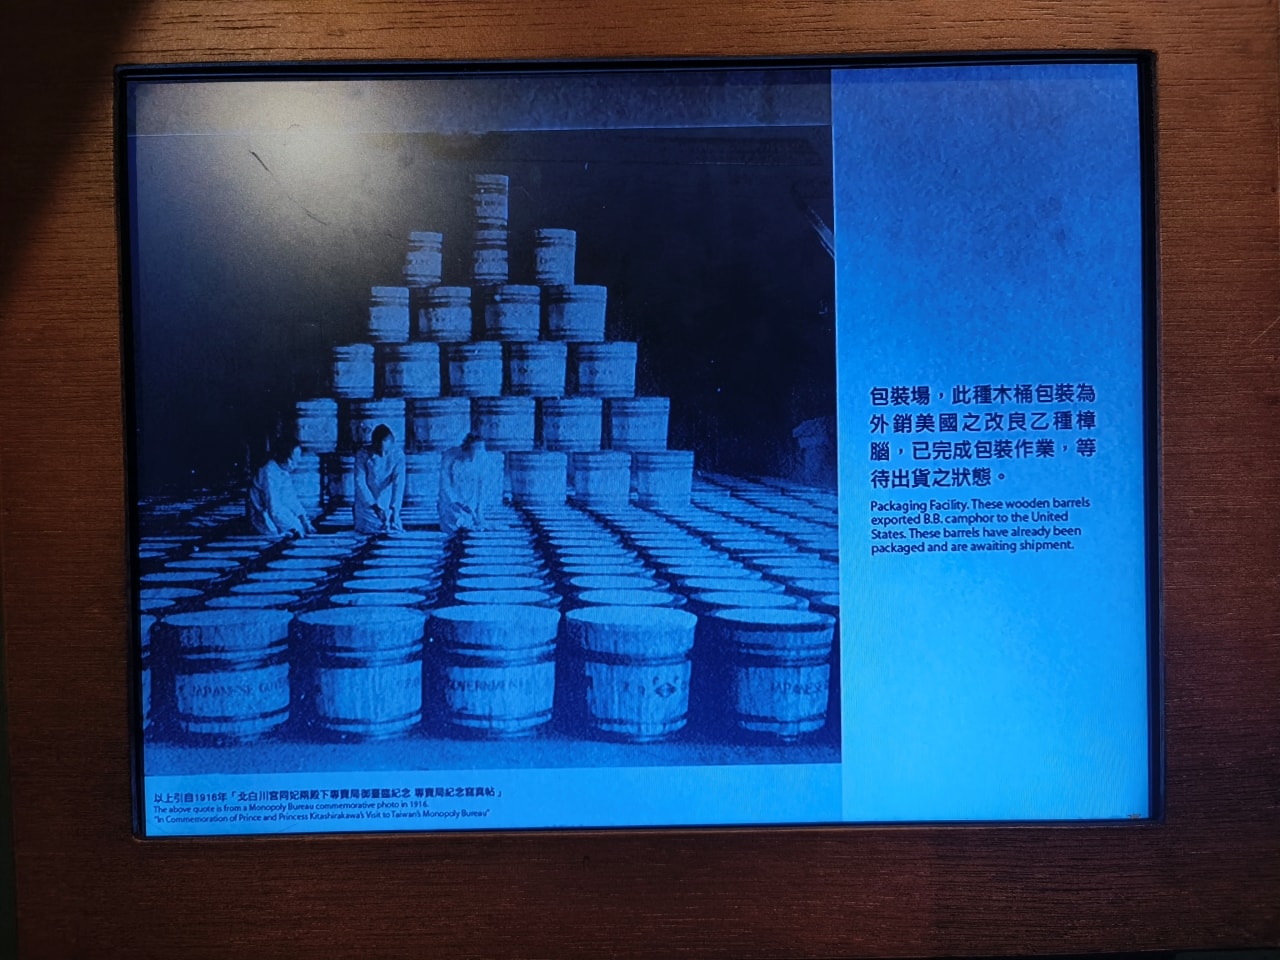 包裝場，此種木桶包裝為
外銷美國之改良乙種樟
腦，已完成包裝作業，等
待出貨之狀態。
Packaging Facility. These wooden barrels
exported B.B. camphor to the United
States. These barrels have already been
packaged and are awaiting shipment.
JAPANESE GOV
GOVERNMENT
JAPANES
以上引自1916年「北白川宮同妃兩殿下專賣局御臺臨紀念 專賣局紀念寫真帖」
The above quote is from a Monopoly Bureau commemorative photo in 1916.
"In Commemoration of Prince and Princess Kitashirakawa's Visit to Taiwan's Monopoly Bureau"